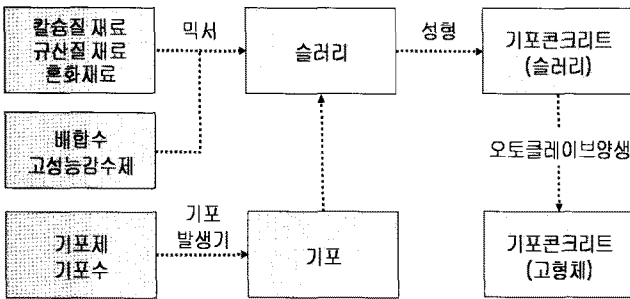 칼슘질 재료
규산질 재료
혼화재료
믹서
슬러리
성형
기포콘크리트
(슬러리)
배합수
고성능감수제
오토클레이브양생
기포제
기포수
기포
발생기
기포
기포콘크리트
(고형체)